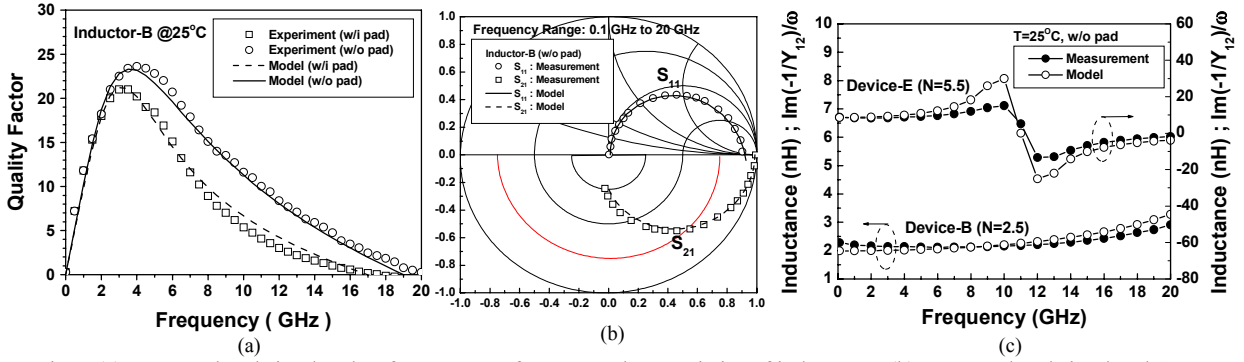 Inductor-B @25°C
Experiment (w/i pad)
Experiment (w/o pad)
Model (w/i pad)
Model (w/o pad)
Quality Factor
30
25
20
15
10
5
0
0 2 4 6 8 10 12 14 16 18 20
Frequency ( GHz )
(a)
Frequency Range: 0.1 GHz to 20 GHz
Inductor-B (w/o pad)
S11 : Measurement
S21 : Measurement
S11 : Model
S21 : Model
S11
S21
1.0
0.8
0.6
0.4
0.2
0.0
0.2
0.4
0.6
0.8
1.0
-1.0 -0.8 -0.6 -0.4 -0.2 0.0 0.2 0.4 0.6 0.8 1.0
(b)
T=25°C, w/o pad
Measurement
Model
Device-E (N=5.5)
Device-B (N=2.5)
Inductance (nH) ; Im(-1/Y12)/ω
10
9
8
7
6
5
4
3
2
1
60
40
20
0
-20
-40
-60
-80
Inductance (nH) ; Im(-1/Y12)/ω
0 2 4 6 8 10 12 14 16 18 20
Frequency (GHz)
(c)